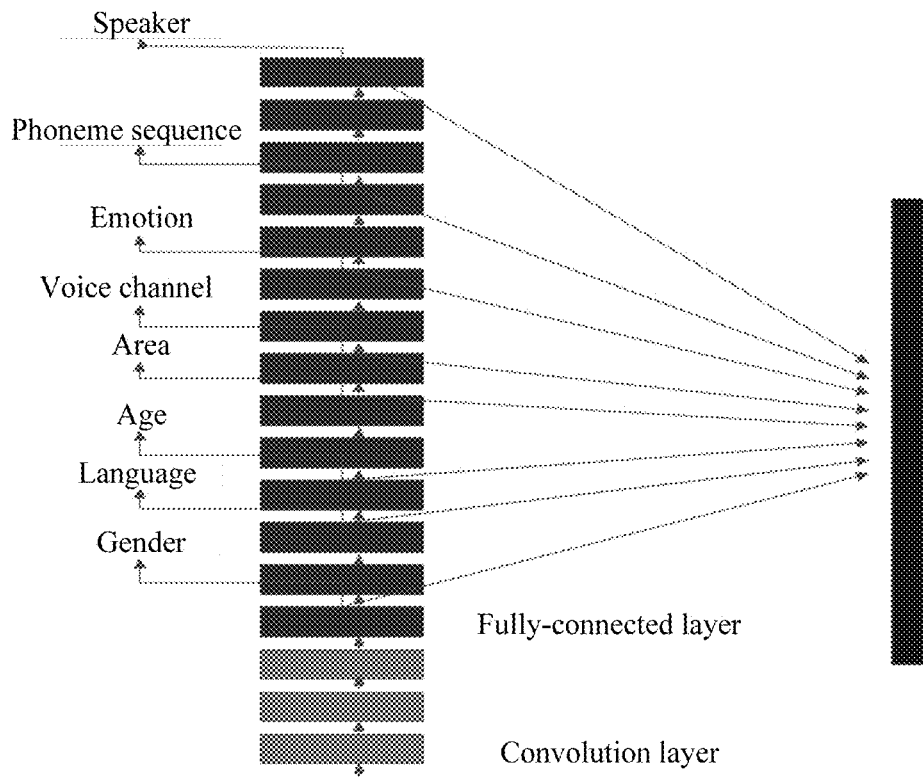 Speaker
Phoneme sequence
Emotion
Voice channel
Area
Age
Language
Gender
Fully-connected layer
Convolution layer